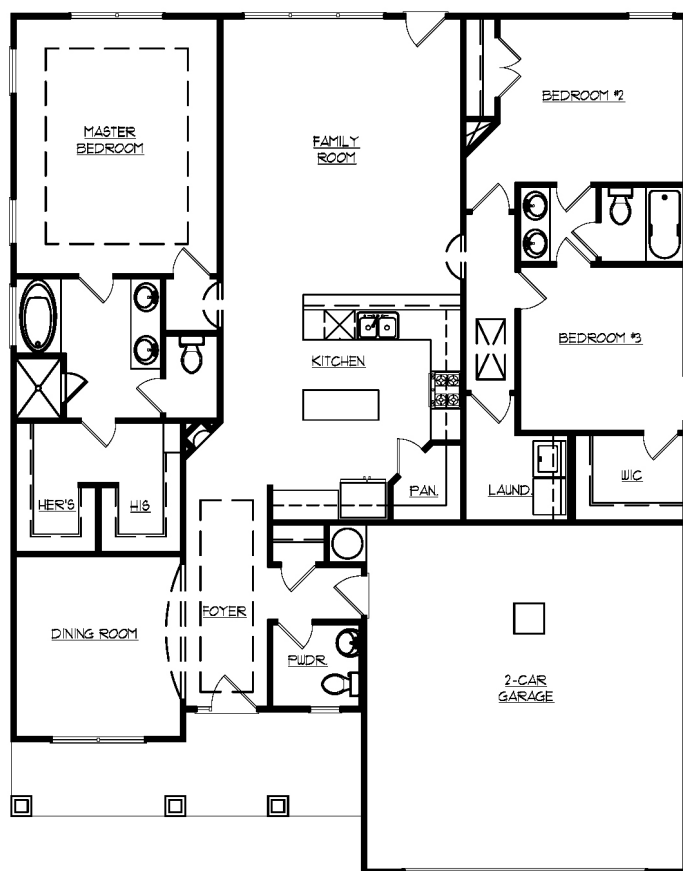 BEDROOM #2
MASTER
BEDROOM
FAMILY
ROOM
BEDROOM #3
KITCHEN
HER'S
HIS
PAN.
LAUND.
WIC
DINING ROOM
FOYER
PWDR.
2-CAR
GARAGE